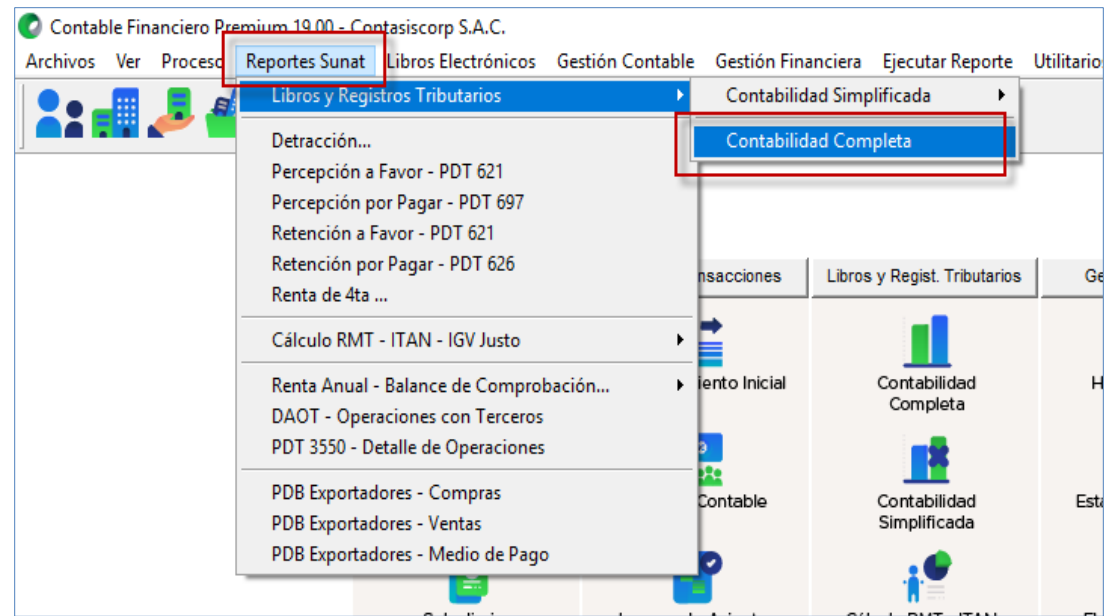 Contable Financiero Premium 19.00 - Contasiscorp S.A.C.
Archivos Ver Proceso Reportes Sunat Libros Electrónicos Gestión Contable Gestión Financiera Ejecutar Reporte Utilitario
Libros y Registros Tributarios
Contabilidad Simplificada
Contabilidad Completa
Detracción...
Percepción a Favor - PDT 621
Percepción por Pagar - PDT 697
Retención a Favor - PDT 621
Retención por Pagar - PDT 626
Renta de 4ta ...
Cálculo RMT - ITAN - IGV Justo
Renta Anual - Balance de Comprobación...
DAOT - Operaciones con Terceros
PDT 3550 - Detalle de Operaciones
PDB Exportadores - Compras
PDB Exportadores - Ventas
PDB Exportadores - Medio de Pago
nsacciones
Libros y Regist. Tributarios
Ge
iento Inicial
Contabilidad
Completa
H
Contable
Contabilidad
Simplificada
Esta